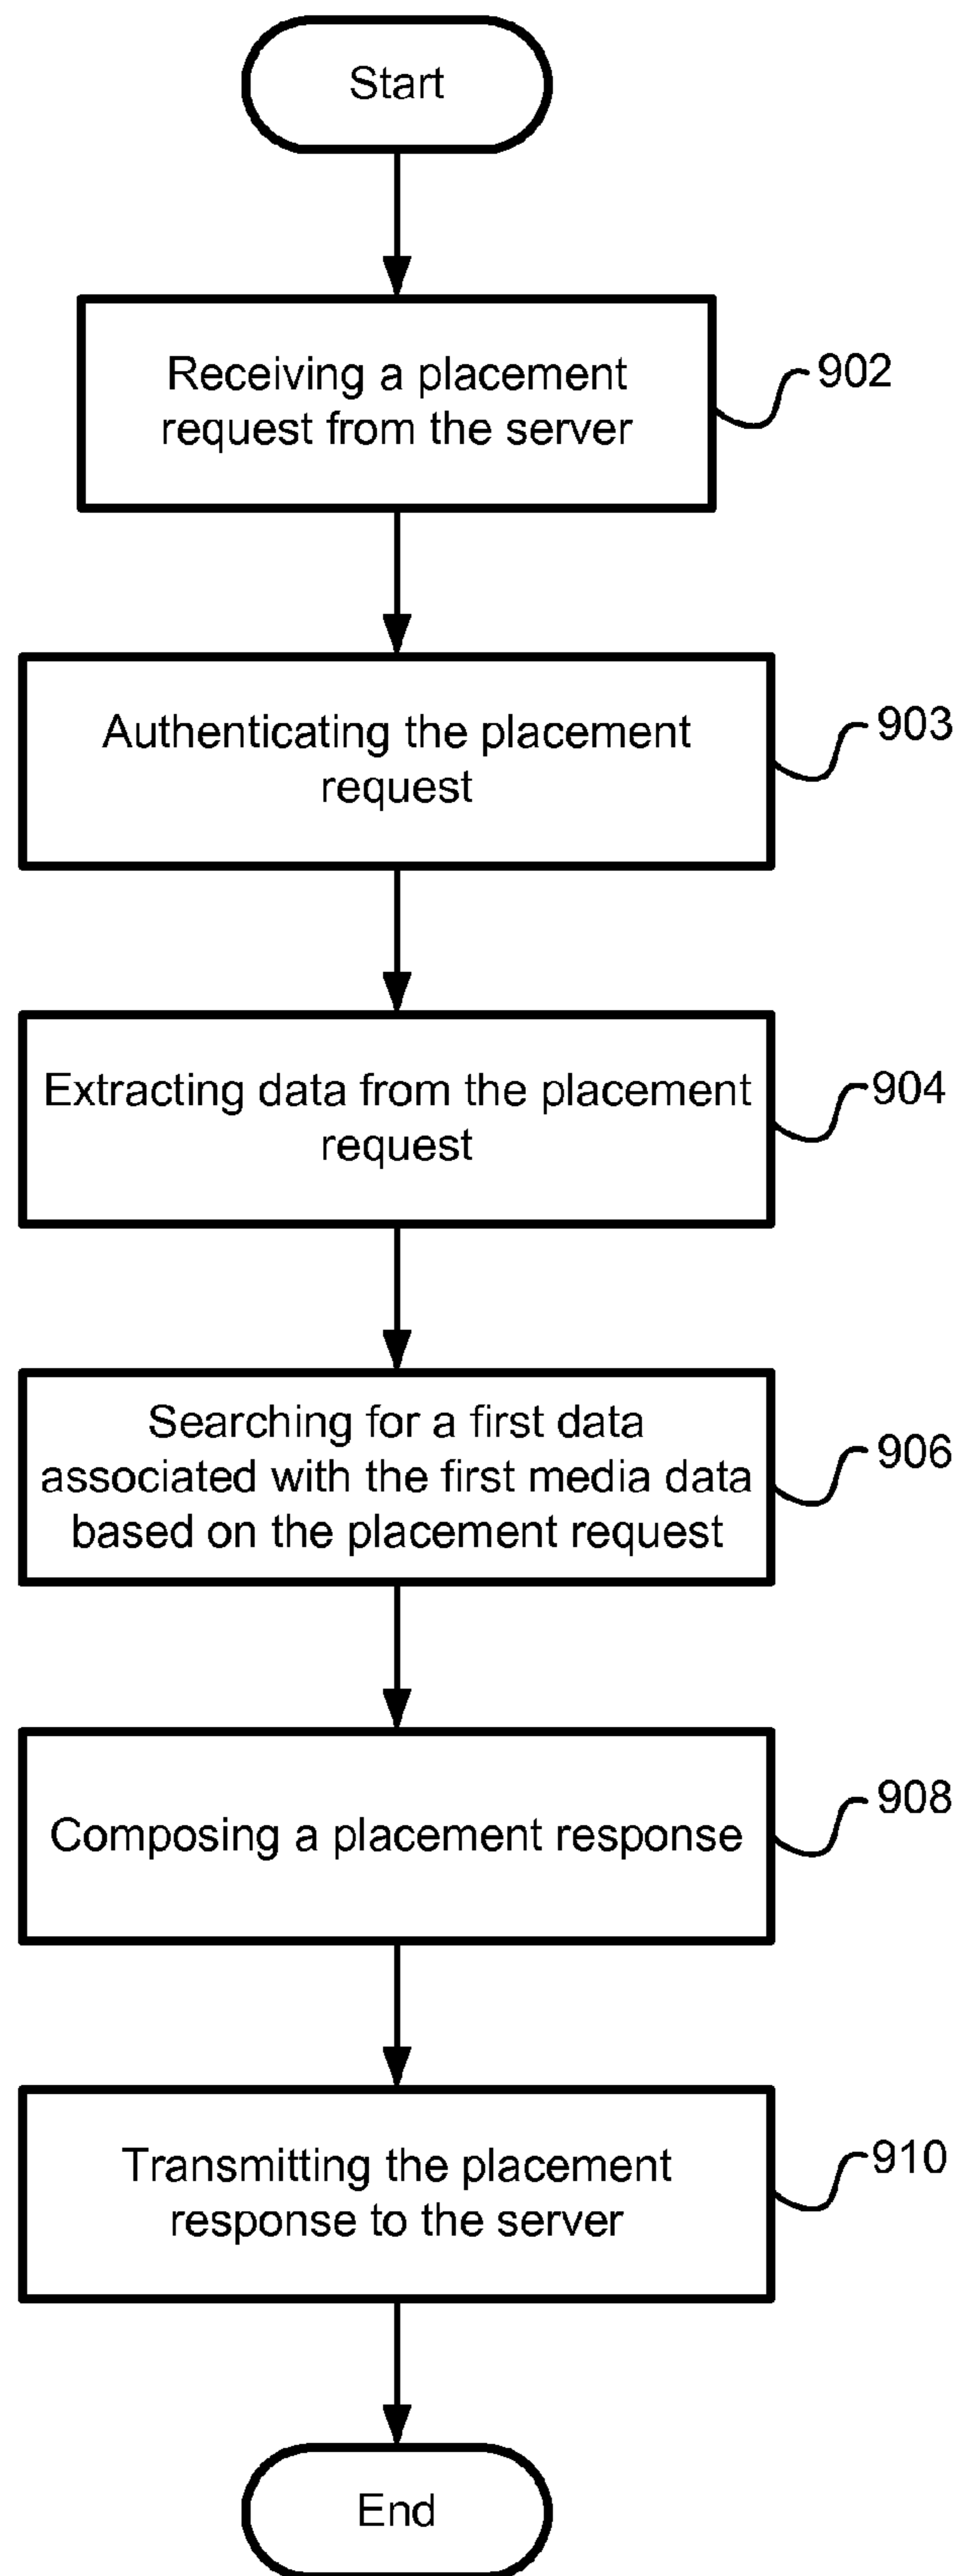 Start
Receiving a placement
request from the server
902
Authenticating the placement
request
903
Extracting data from the placement
request
904
Searching for a first data
associated with the first media data
based on the placement request
906
Composing a placement response
908
Transmitting the placement
response to the server
910
End